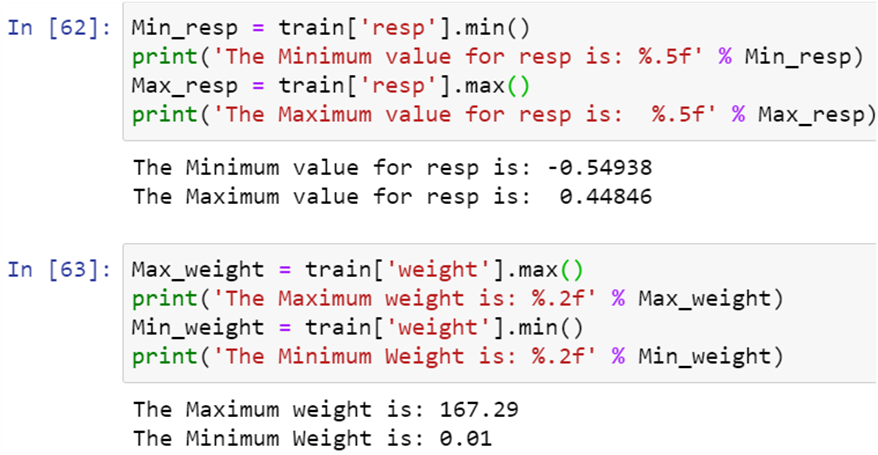 In [62]: Min_resp = train['resp'].min()
print('The Minimum value for resp is: %.5f' % Min_resp)
Max_resp = train['resp'].max()
print('The Maximum value for resp is:  %.5f' % Max_resp)
The Minimum value for resp is: -0.54938
The Maximum value for resp is:  0.44846
In [63]: Max_weight = train['weight'].max()
print('The Maximum weight is: %.2f' % Max_weight)
Min_weight = train['weight'].min()
print('The Minimum Weight is: %.2f' % Min_weight)
The Maximum weight is: 167.29
The Minimum Weight is: 0.01